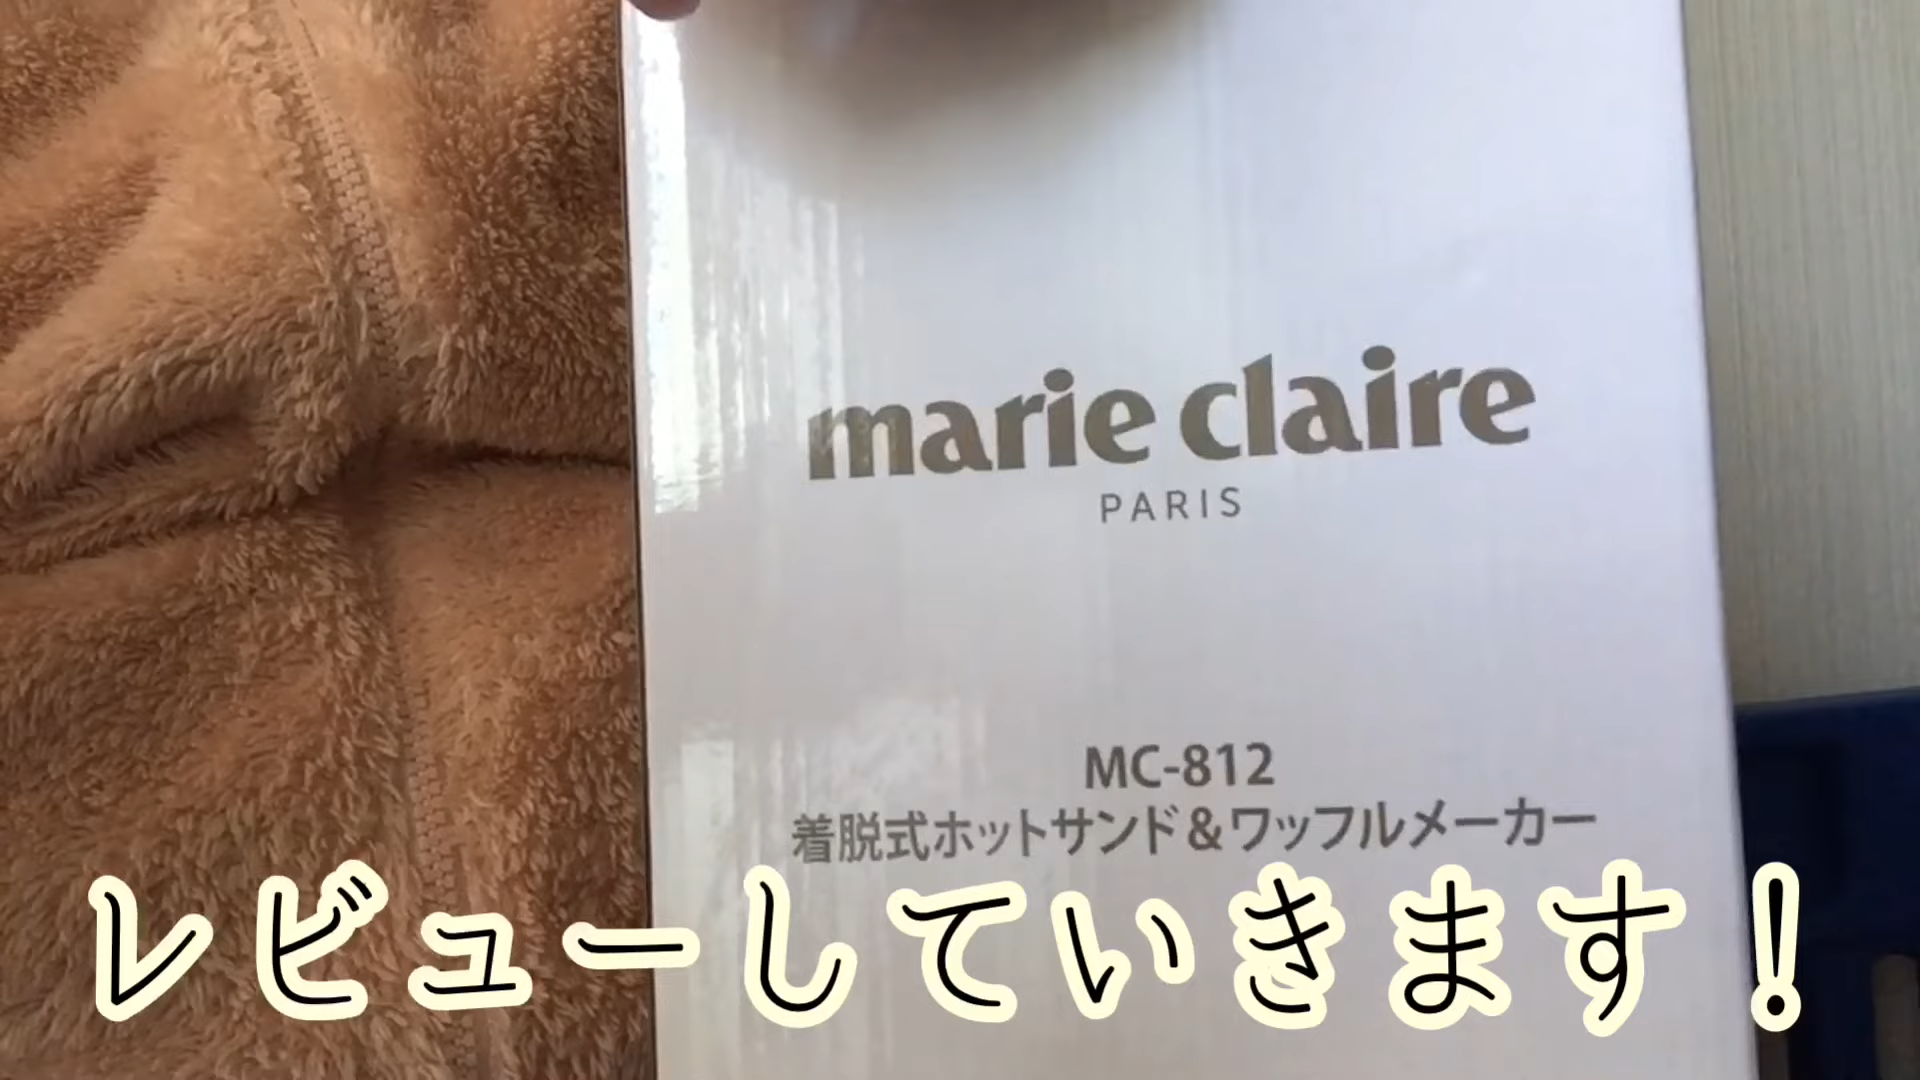 marie claire
PARIS
MC-812
着脱式ホットサンド＆ワッフルメーカー
レビューしていきます！